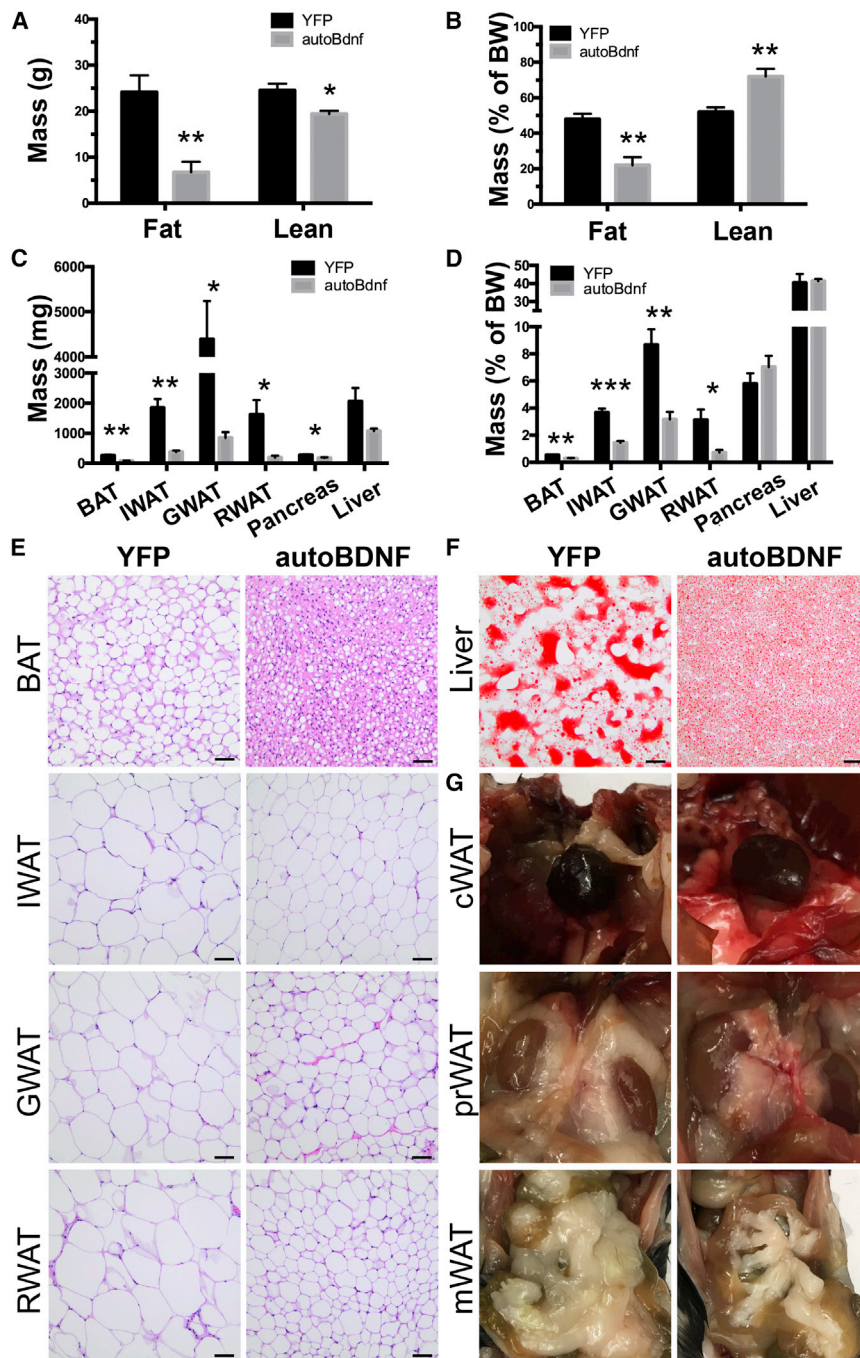 A
YFP
autoBdnf
Mass (g)
40
30
20
10
0
**
*
Fat
Lean
B
YFP
autoBdnf
Mass (% of BW)
100
80
60
40
20
0
**
**
Fat
Lean
C
YFP
autoBdnf
Mass (mg)
6000
5000
4000
3000
2000
1000
0
**
**
*
*
*
BAT
IWAT
GWAT
RWAT
Pancreas
Liver
D
YFP
autoBdnf
Mass (% of BW)
50
40
30
8
6
4
2
0
**
***
**
*
BAT
IWAT
GWAT
RWAT
Pancreas
Liver
E
YFP
autoBDNF
BAT
IWAT
GWAT
RWAT
F
YFP
autoBDNF
Liver
G
cWAT
prWAT
mWAT